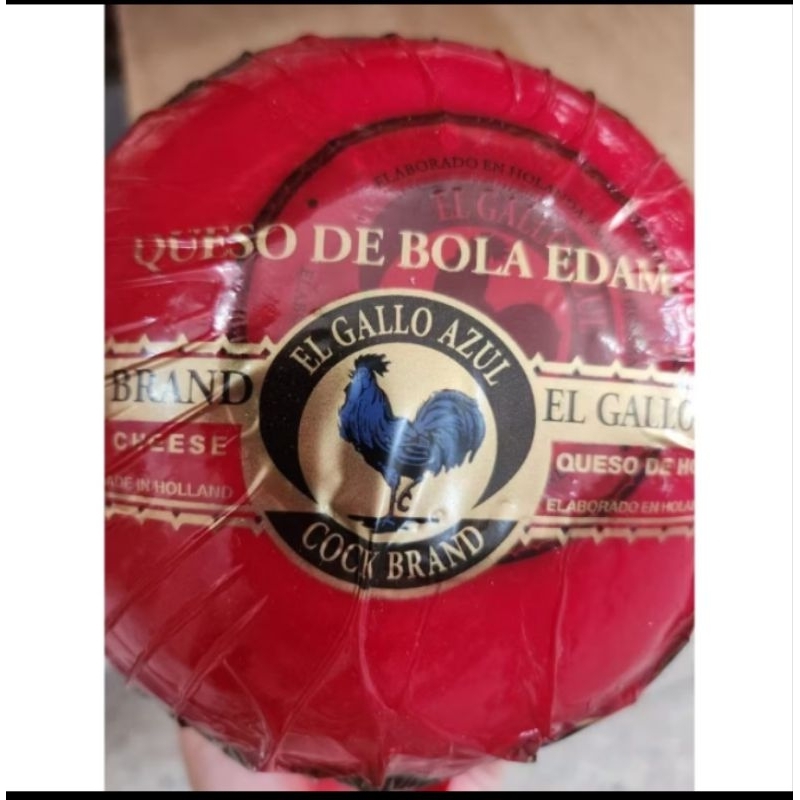 ELABORADO EN HOLANDA
EL GALLO
QUESO DE BOLA EDAM
EL GALLO AZUL
BRAND
EL GALLO
CHEESE
QUESO DE HO
ADE IN HOLLAND
ELABORADO EN HOLA
COCK BRAND